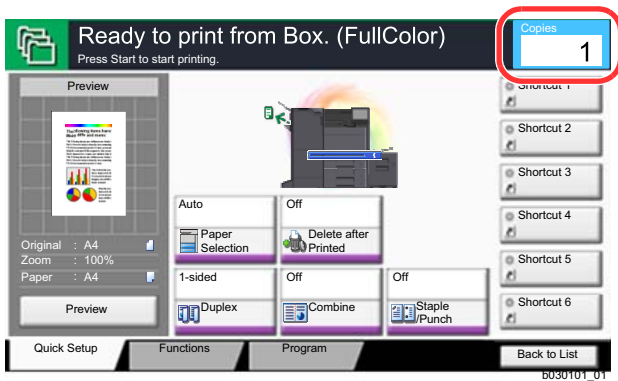 Ready to print from Box. (FullColor)
Press Start to start printing.
Copies
1
Preview
Original : A4
Zoom : 100%
Paper : A4
Preview
Auto
Paper
Selection
Off
Delete after
Printed
1-sided
Duplex
Off
Combine
Off
Staple
/Punch
Shortcut 1
Shortcut 2
Shortcut 3
Shortcut 4
Shortcut 5
Shortcut 6
Quick Setup
Functions
Program
Back to List
b030101_01